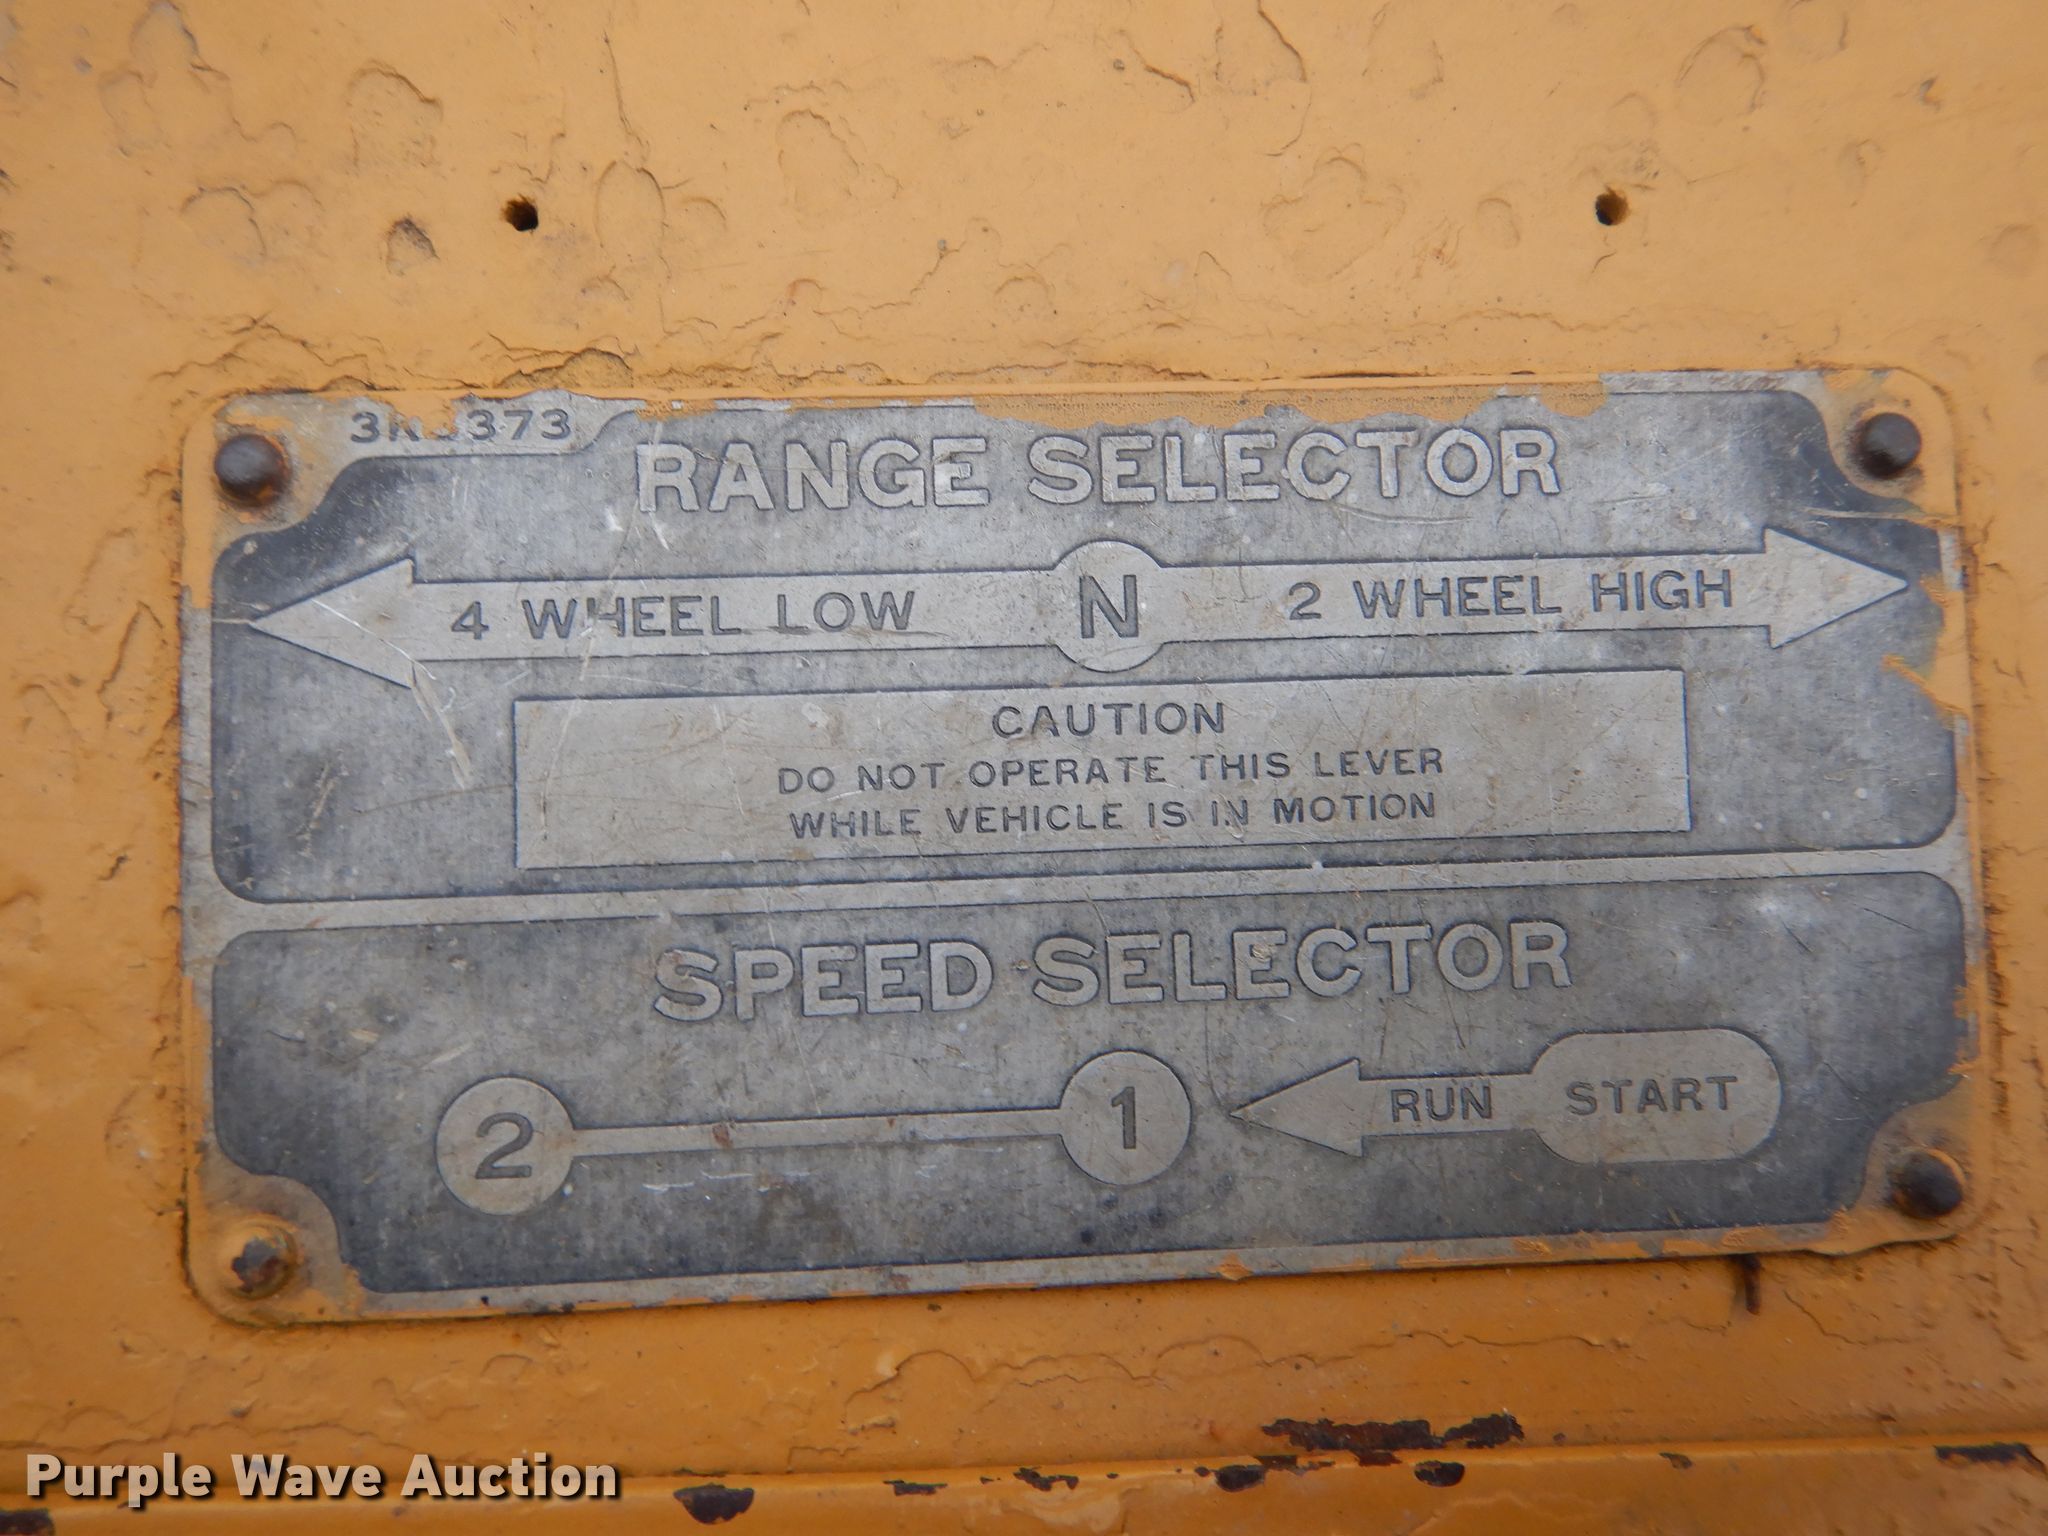 RANGE SELECTOR
4 WHEEL LOW N 2 WHEEL HIGH
CAUTION
DO NOT OPERATE THIS LEVER
WHILE VEHICLE IS IN MOTION
SPEED SELECTOR
2 1 RUN START
Purple Wave Auction